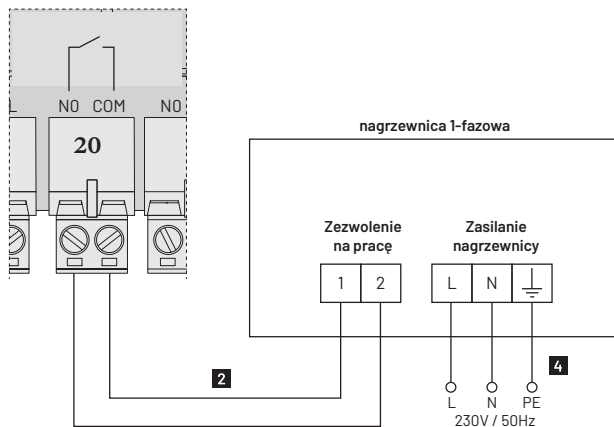 L NO COM NO
20
nagrzewnica 1-fazowa
Zezwolenie
na pracę
Zasilanie
nagrzewnicy
1 2
L N
2
4
L N PE
230V / 50Hz